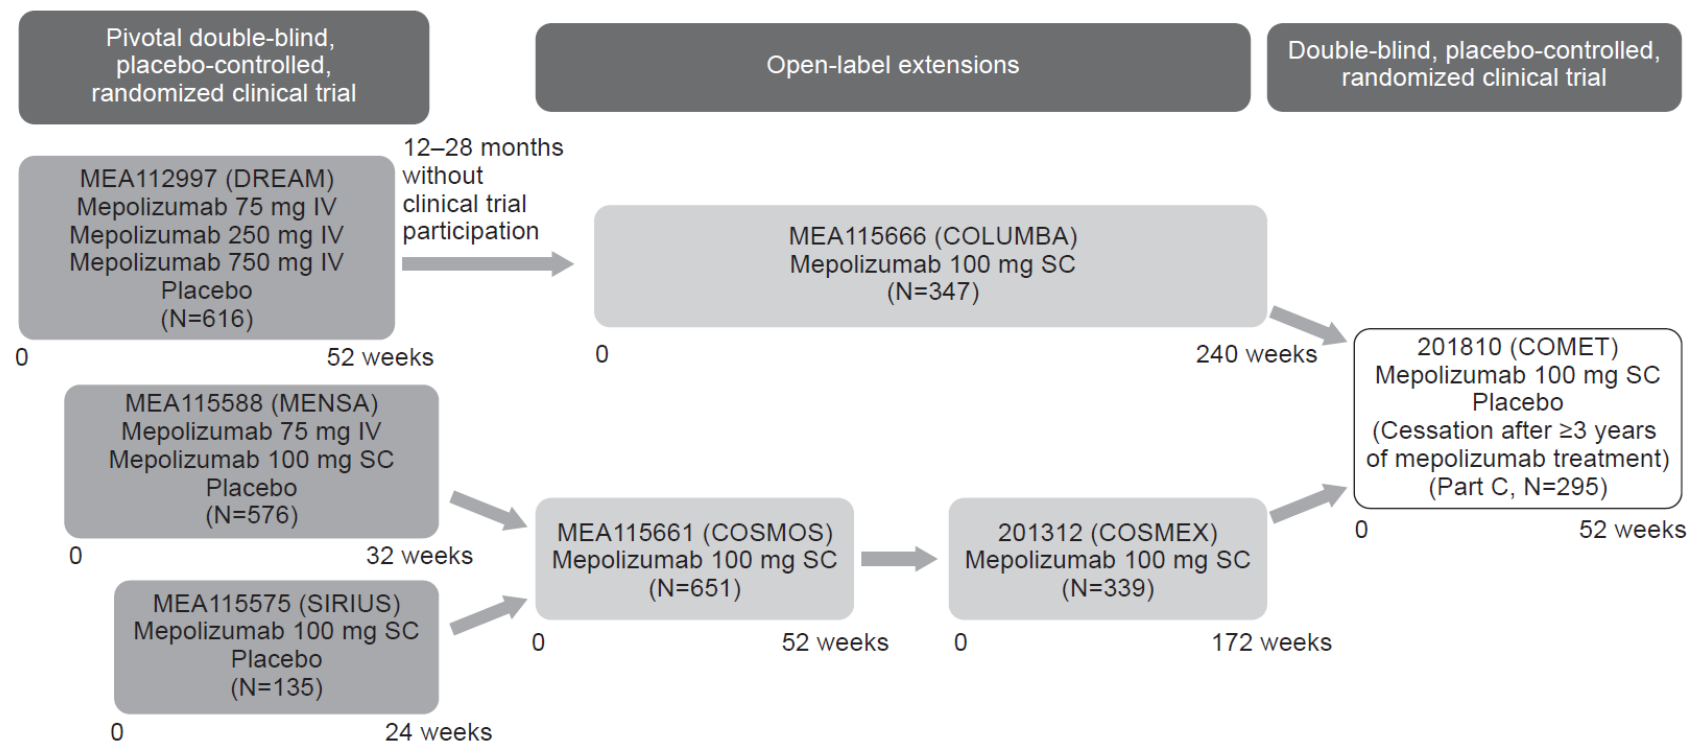 Pivotal double-blind,
placebo-controlled,
randomized clinical trial
Open-label extensions
Double-blind, placebo-controlled,
randomized clinical trial
MEA112997 (DREAM)
Mepolizumab 75 mg IV
Mepolizumab 250 mg IV
Mepolizumab 750 mg IV
Placebo
(N=616)
0
52 weeks
12–28 months
without
clinical trial
participation
MEA115666 (COLUMBA)
Mepolizumab 100 mg SC
(N=347)
0
240 weeks
MEA115588 (MENSA)
Mepolizumab 75 mg IV
Mepolizumab 100 mg SC
Placebo
(N=576)
0
32 weeks
MEA115575 (SIRIUS)
Mepolizumab 100 mg SC
Placebo
(N=135)
0
24 weeks
MEA115661 (COSMOS)
Mepolizumab 100 mg SC
(N=651)
0
52 weeks
201312 (COSMEX)
Mepolizumab 100 mg SC
(N=339)
0
172 weeks
201810 (COMET)
Mepolizumab 100 mg SC
Placebo
(Cessation after ≥3 years
of mepolizumab treatment)
(Part C, N=295)
0
52 weeks